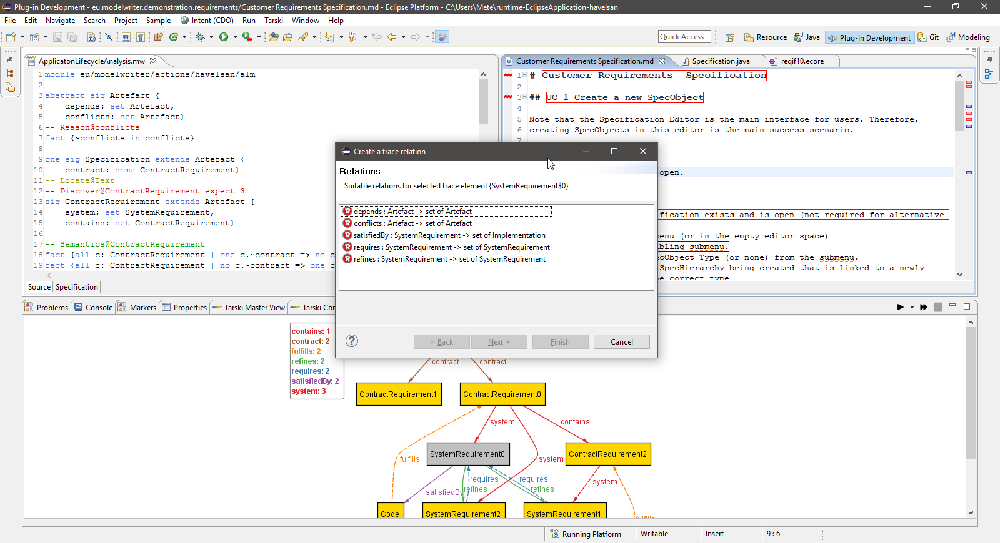 Plug-in Development - eu.modelwriter.demonstration.requirements/Customer Requirements Specification.md - Eclipse Platform - C:\Users\Mete\runtime-EclipseApplication-havelsan
File Edit Navigate Search Project Sample Intent (CDO) Run Tarski Window Help
Quick Access Resource Java Plug-in Development Git Modeling
ApplicatonLifecycleAnalysis.mw
1 module eu/modelwriter/actions/havelsan/alm
2
3 abstract sig Artefact {
4 depends: set Artefact,
5 conflicts: set Artefact}
6 -- Reason@conflicts
7 fact {~conflicts in conflicts}
8
9 one sig Specification extends Artefact {
10 contract: some ContractRequirement}
11 -- Locate@Text
12 -- Discover@ContractRequirement expect 3
13 sig ContractRequirement extends Artefact {
14 system: set SystemRequirement,
15 contains: set ContractRequirement}
16
17 -- Semantics@ContractRequirement
18 fact {all c: ContractRequirement | one c.~contract => no c
19 fact {all c: ContractRequirement | no c.~contract => one c
Source Specification
Customer Requirements Specification.md Specification.java reqif10.ecore
1 # Customer Requirements  Specification
2
3 ## UC-1 Create a new SpecObject
4
5 Note that the Specification Editor is the main interface for users. Therefore,
6 creating SpecObjects in this editor is the main success scenario.
7
open.
fication exists and is open (not required for alternative
menu (or in the empty editor space)
bling submenu.
ecObject Type (or none) from the submenu.
SpecHierarchy being created that is linked to a newly
e correct type
Create a trace relation
Relations
Suitable relations for selected trace element {SystemRequirement$0}
depends : Artefact -> set of Artefact
conflicts : Artefact -> set of Artefact
satisfiedBy : SystemRequirement -> set of Implementation
requires : SystemRequirement -> set of SystemRequirement
refines : SystemRequirement -> set of SystemRequirement
< Back Next > Finish Cancel
Problems Console Markers Properties Tarski Master View Tarski Con
contains: 1
contract: 2
fulfills: 2
refines: 2
requires: 2
satisfiedBy: 2
system: 3
contract contract
ContractRequirement1 ContractRequirement0
system contains
SystemRequirement0 ContractRequirement2
fulfills system
requires requires system
satisfiedBy refines refines
Code SystemRequirement2 SystemRequirement1
fulfills
Running Platform Writable Insert 9 : 6